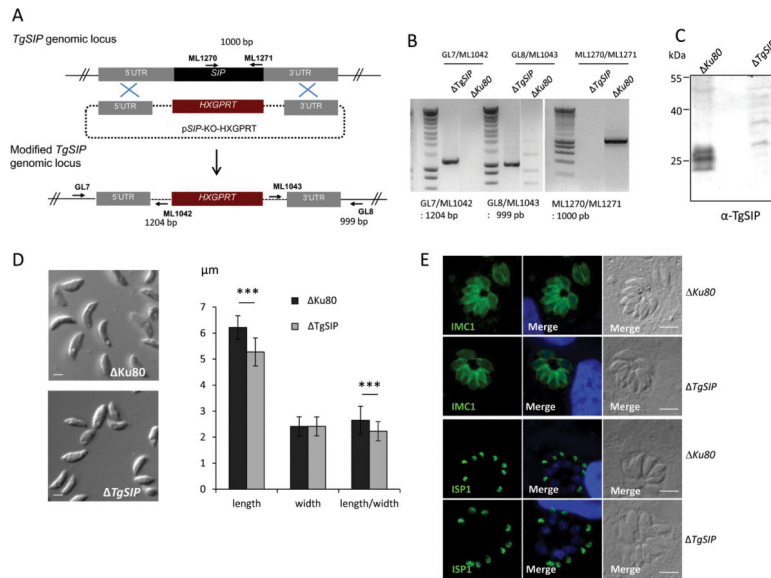 A
TgSIP genomic locus
1000 bp
ML1270 ML1271
5'UTR SIP 3'UTR
5'UTR HXGPRT 3'UTR
pSIP-KO-HXGPRT
Modified TgSIP
genomic locus
GL7 ML1043
5'UTR HXGPRT 3'UTR
ML1042 GL8
1204 bp 999 bp
B
GL7/ML1042 GL8/ML1043 ML1270/ML1271
ΔTgSIP ΔKu80 ΔTgSIP ΔKu80 ΔTgSIP ΔKu80
GL7/ML1042 GL8/ML1043 ML1270/ML1271
: 1204 bp : 999 pb : 1000 pb
C
kDa ΔKu80 ΔTgSIP
55
40
25
α-TgSIP
D
ΔKu80
ΔTgSIP
µm
7
6
5
4
3
2
1
0
*** ***
ΔKu80
ΔTgSIP
length width length/width
E
IMC1 Merge Merge ΔKu80
IMC1 Merge Merge ΔTgSIP
ISP1 Merge Merge ΔKu80
ISP1 Merge Merge ΔTgSIP